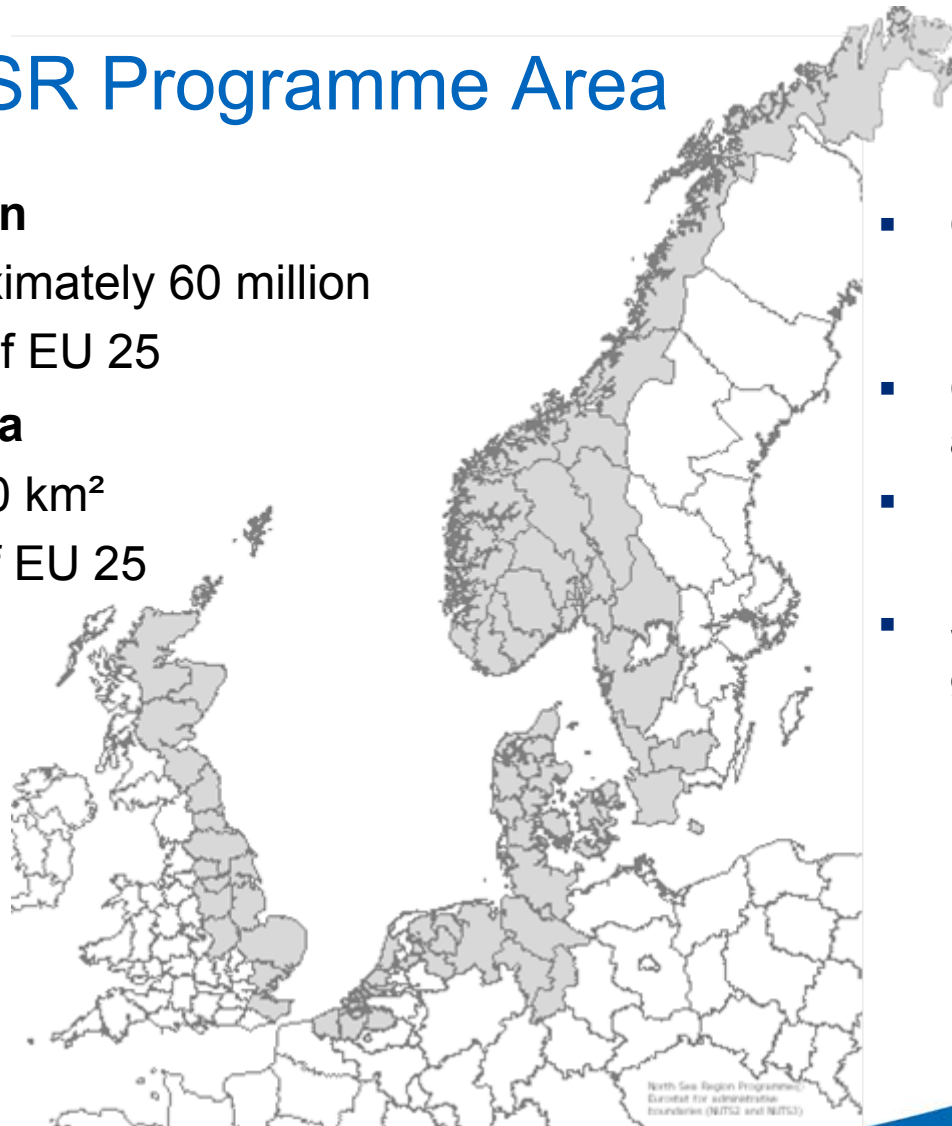 SR Programme Area
n
ximately 60 million
f EU 25
a
0 km²
f EU 25
North Sea Region Programme©
Eurostat for administrative
boundaries (NUTS2 and NUTS3)